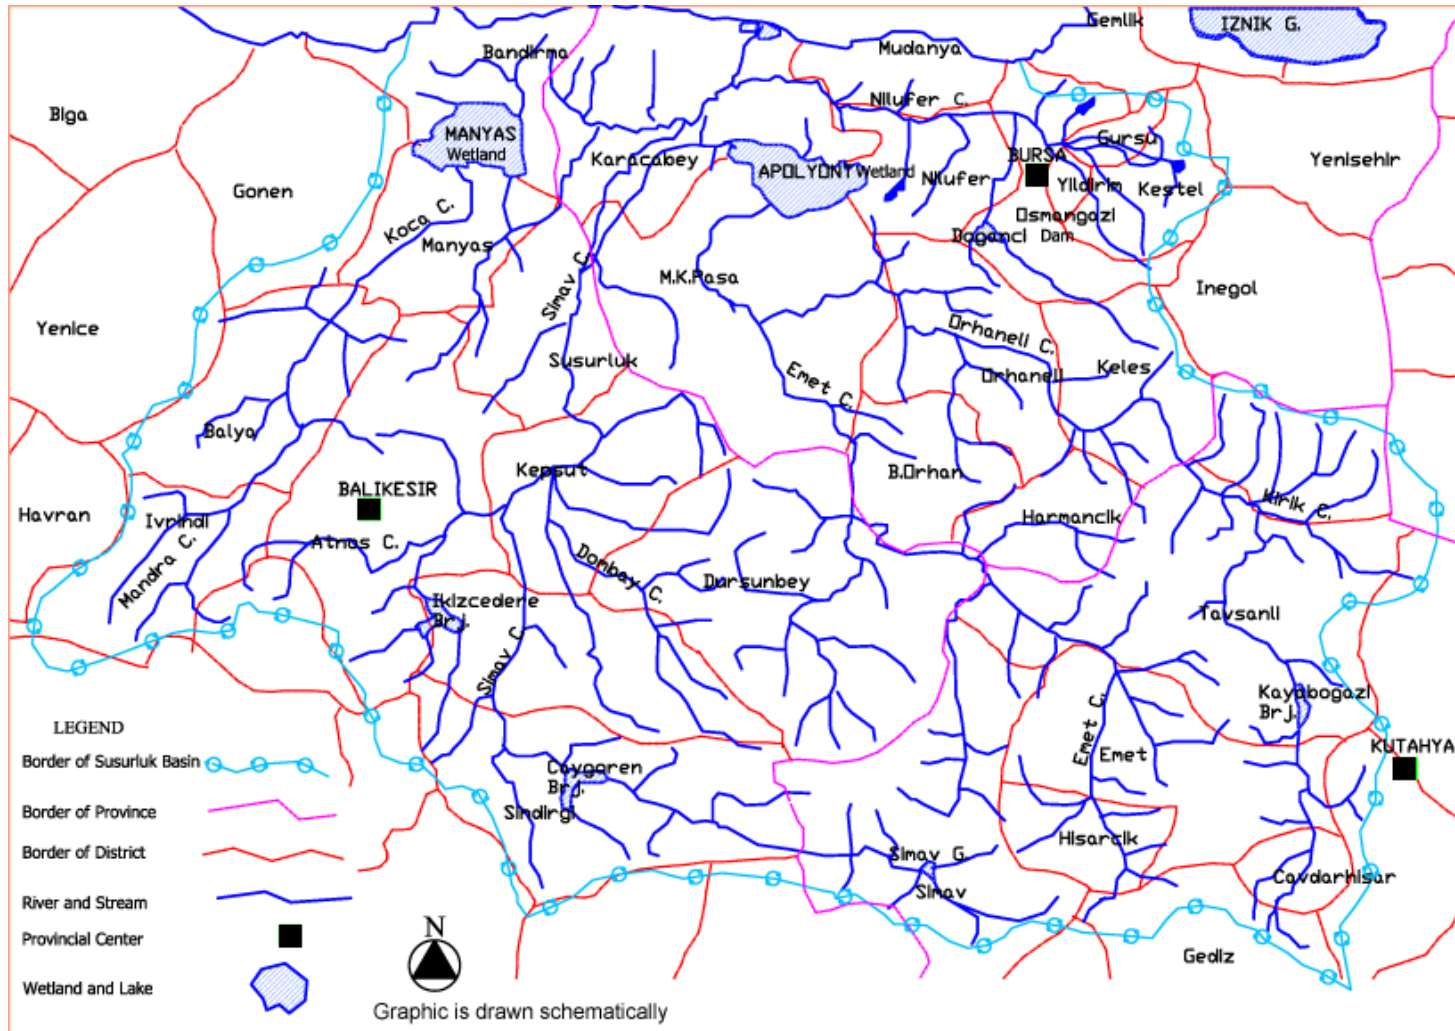 Gemlik
IZNIK G.
Bandirma
Mudanya
Biga
Nilufer C.
MANYAS
Wetland
Karacabey
Gursu
BURSA
Yenisehir
APOLYONT Wetland
Nilufer
Yildirim
Kestel
Gonen
Koca C.
Manyas
Osmangazi
Doganci Dam
Simav C.
M.K.Pasa
Inegol
Yenice
Orhaneli C.
Susurluk
Emet C.
Orhaneli
Keles
Balya
Kepsut
B.Orhan
BALIKESIR
Kirik C.
Havran
Ivrindi
Mandra C.
Atnos C.
Harmancik
Dombay C.
Dursunbey
Ikizcedere
Brj.
Tavsanli
Simav C.
Kayabogazi
Brj.
LEGEND
Emet C.
Emet
KUTAHYA
Border of Susurluk Basin
Caygoren
Brj.
Sindirgi
Border of Province
Hisarcik
Border of District
Simav G.
Simav
Cavdarhisar
River and Stream
Provincial Center
N
Gediz
Wetland and Lake
Graphic is drawn schematically